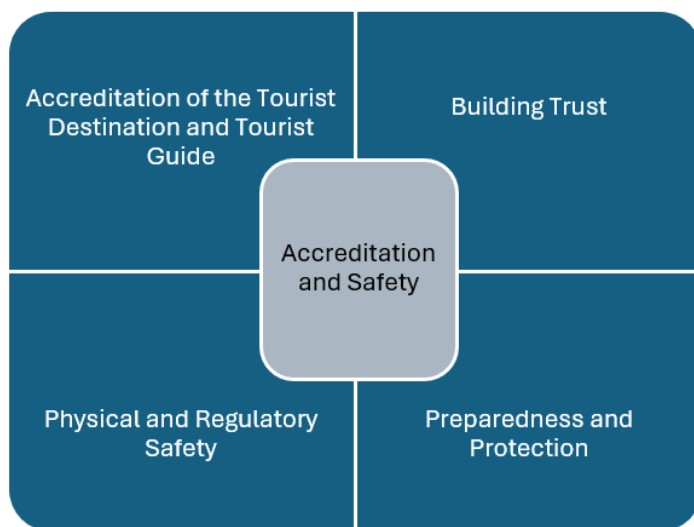 Accreditation of the Tourist
Destination and Tourist
Guide
Building Trust
Accreditation
and Safety
Physical and Regulatory
Safety
Preparedness and
Protection